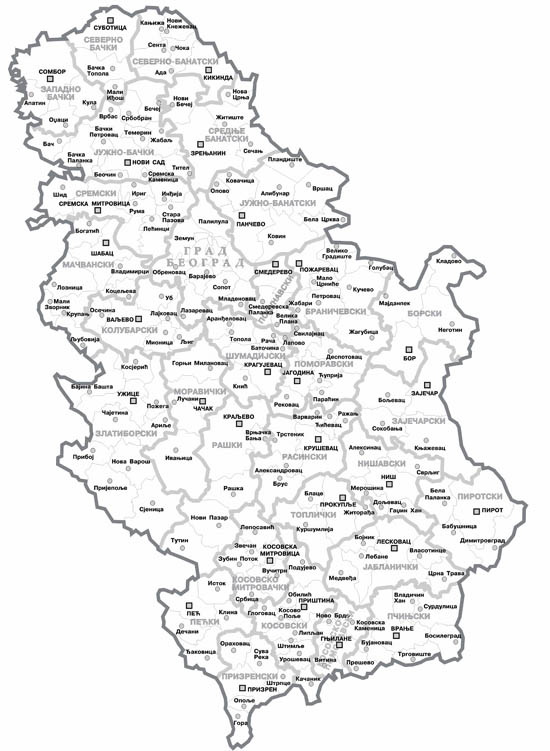 СУБОТИЦА
Кањижа
Нови
Кнежевац
СЕВЕРНО
БАЧКИ
Сента
Чока
СЕВЕРНО-БАНАТСКИ
Бачка
Топола
Ада
КИКИНДА
СОМБОР
ЗАПАДНО
БАЧКИ
Мали
Иђош
Нова
Црња
Апатин
Кула
Бечеј
Нови
Бечеј
Врбас
Србобран
Житиште
Оџаци
Бачки
Петровац
Темерин
СРЕДЊЕ
БАНАТСКИ
Жабаљ
Бач
Бачка
Паланка
ЈУЖНО-БАЧКИ
ЗРЕЊАНИН
Сечањ
НОВИ САД
Тител
Пландиште
Беочин
Сремска
Каменица
Ковачица
Шид
СРЕМСКИ
Ириг
Инђија
Опово
Алибунар
Вршац
СРЕМСКА МИТРОВИЦА
Рума
Стара
Пазова
ЈУЖНО-БАНАТСКИ
Палилула
ПАНЧЕВО
Бела Црква
Богатић
Пећинци
Земун
Ковин
ШАБАЦ
ГРАД
БЕОГРАД
Велико
Градиште
МАЧВАНСКИ
Владимирци
Обреновац
Барајево
СМЕДЕРЕВО
ПОЖАРЕВАЦ
Голубац
Кладово
Лозница
Коцељева
Сопот
Мало
Црниће
Кучево
Мали
Зворник
Уб
Младеновац
Петровац
Мајданпек
БОРСКИ
Крупањ
Осечина
Лајковац
Лазаревац
Смедеревска
Паланка
Жабари
БРАНИЧЕВСКИ
ВАЉЕВО
Аранђеловац
Велика
Плана
Неготин
КОЛУБАРСКИ
Свилајнац
Жагубица
Љубовија
Мионица
Љиг
Топола
Рача
Лапово
Баточина
ШУМАДИЈСКИ
БОР
Косјерић
Горњи Милановац
КРАГУЈЕВАЦ
Деспотовац
ПОМОРАВСКИ
Бајина Башта
Кнић
ЈАГОДИНА
Ћуприја
ЗАЈЕЧАР
МОРАВИЧКИ
УЖИЦЕ
Лучани
ЧАЧАК
Рековац
Параћин
Бољевац
Пожега
Чајетина
Ариље
КРАЉЕВО
Варварин
Ражањ
ЗАЈЕЧАРСКИ
ЗЛАТИБОРСКИ
Врњачка
Бања
Трстеник
Ћићевац
Сокобања
РАШКИ
КРУШЕВАЦ
Алексинац
Књажевац
Прибој
Ивањица
РАСИНСКИ
НИШАВСКИ
Нова Варош
Александровац
Сврљиг
НИШ
Пријепоље
Рашка
Брус
Блаце
Мерошина
Бела
Паланка
ПИРОТСКИ
ПРОКУПЉЕ
Дољевац
Сјеница
ТОПЛИЧКИ
Житорађа
Гаџин Хан
ПИРОТ
Нови Пазар
Лепосавић
Куршумлија
Бабушница
Тутин
Звечан
КОСОВСКА
МИТРОВИЦА
Бојник
ЛЕСКОВАЦ
Димитровград
Зубин Поток
Лебане
Власотинце
Вучитрн
Подујево
ЈАБЛАНИЧКИ
Исток
КОСОВСКО
МИТРОВАЧКИ
Медвеђа
Црна Трава
Србица
Обилић
Владичин
Хан
ПЕЋ
Клина
Глоговац
Косово
Поље
ПРИШТИНА
Сурдулица
ПЕЋКИ
Ново Брдо
ПЧИЊСКИ
Дечани
КОСОВСКИ
Косовска
Каменица
ВРАЊЕ
Липљан
Босилеград
Ораховац
Штимље
ГЊИЛАНЕ
Бујановац
Ђаковица
Сува
Река
Урошевац
Витина
Трговиште
ПРИЗРЕНСКИ
Прешево
Штрпце
Качаник
ПРИЗРЕН
Опоље
Гора